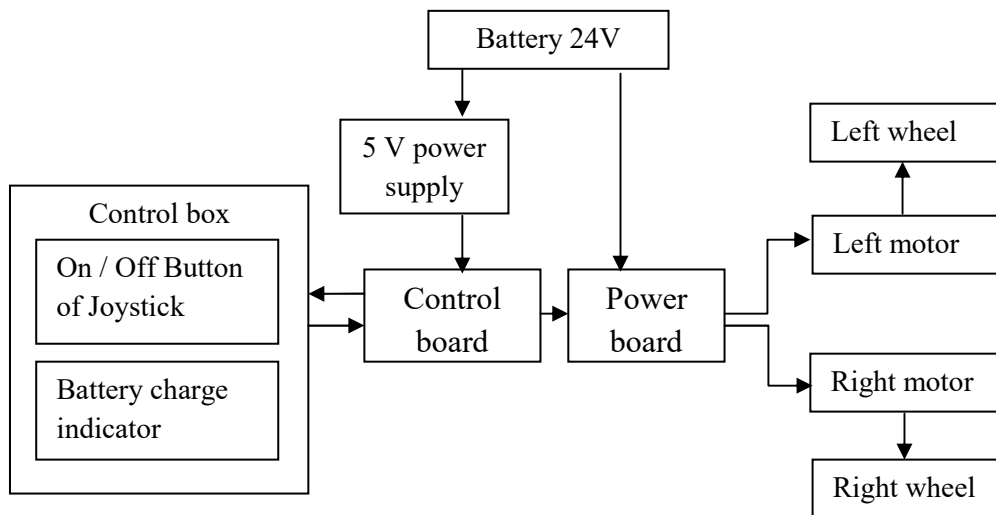 Battery 24V
5 V power
supply
Left wheel
Left motor
Control box
On / Off Button
of Joystick
Battery charge
indicator
Control
board
Power
board
Right motor
Right wheel